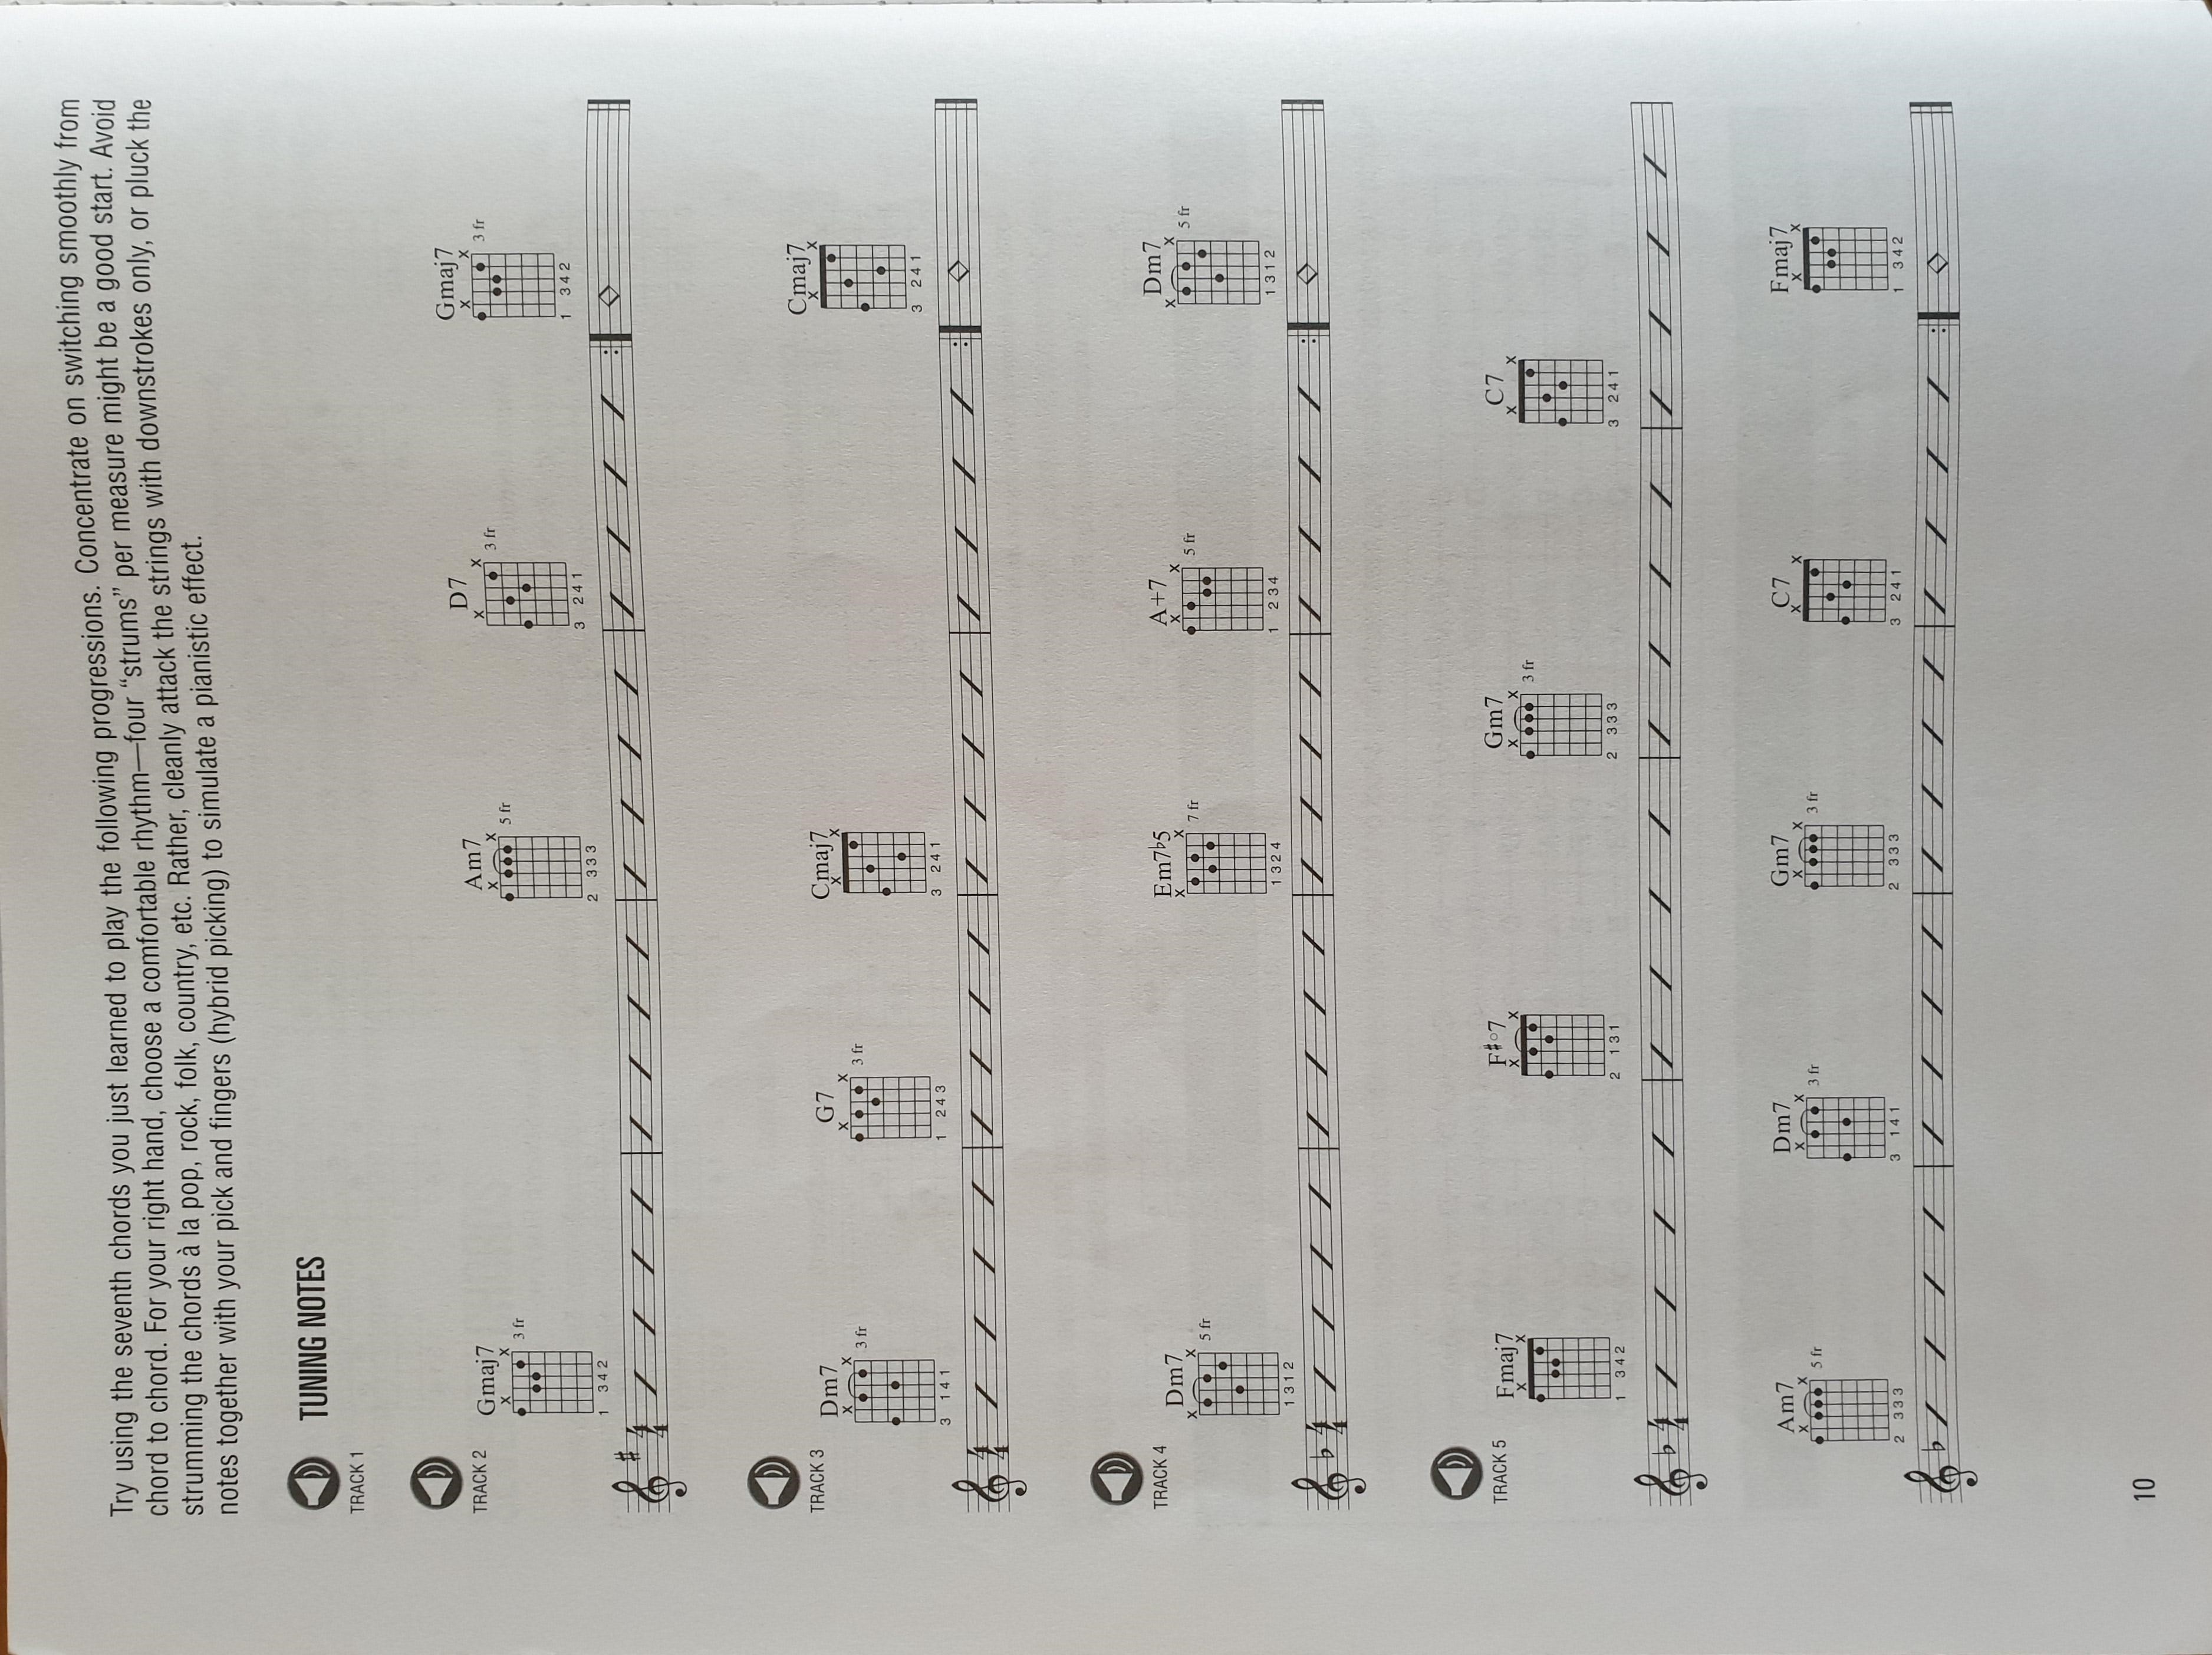 Try using the seventh chords you just learned to play the following progressions. Concentrate on switching smoothly from
chord to chord. For your right hand, choose a comfortable rhythm—four “strums” per measure might be a good start. Avoid
strumming the chords à la pop, rock, folk, country, etc. Rather, cleanly attack the strings with downstrokes only, or pluck the
notes together with your pick and fingers (hybrid picking) to simulate a pianistic effect.
TUNING NOTES
TRACK 1
TRACK 2
Gmaj7 Am7 D7 Gmaj7
x x x x x x x x
3 fr 5 fr 3 fr 3 fr
1 342 2 333 3 241 1 342
4
4
TRACK 3
Dm7 G7 Cmaj7 Cmaj7
x x x x x x x x
3 fr 3 fr
3 141 1 243 3 241 3 241
4
4
TRACK 4
Dm7 Em7♭5 A+7 Dm7
x x x x x x x x
5 fr 7 fr 5 fr 5 fr
1312 1324 1 234 1312
4
4
TRACK 5
Fmaj7 F♯°7 Gm7 C7
x x x x x x x x
3 fr
1 342 2 131 2 333 3 241
4
4
Am7 Dm7 Gm7 C7 Fmaj7
x x x x x x x x x x
5 fr 3 fr 3 fr
2 333 3 141 2 333 3 241 1 342
10